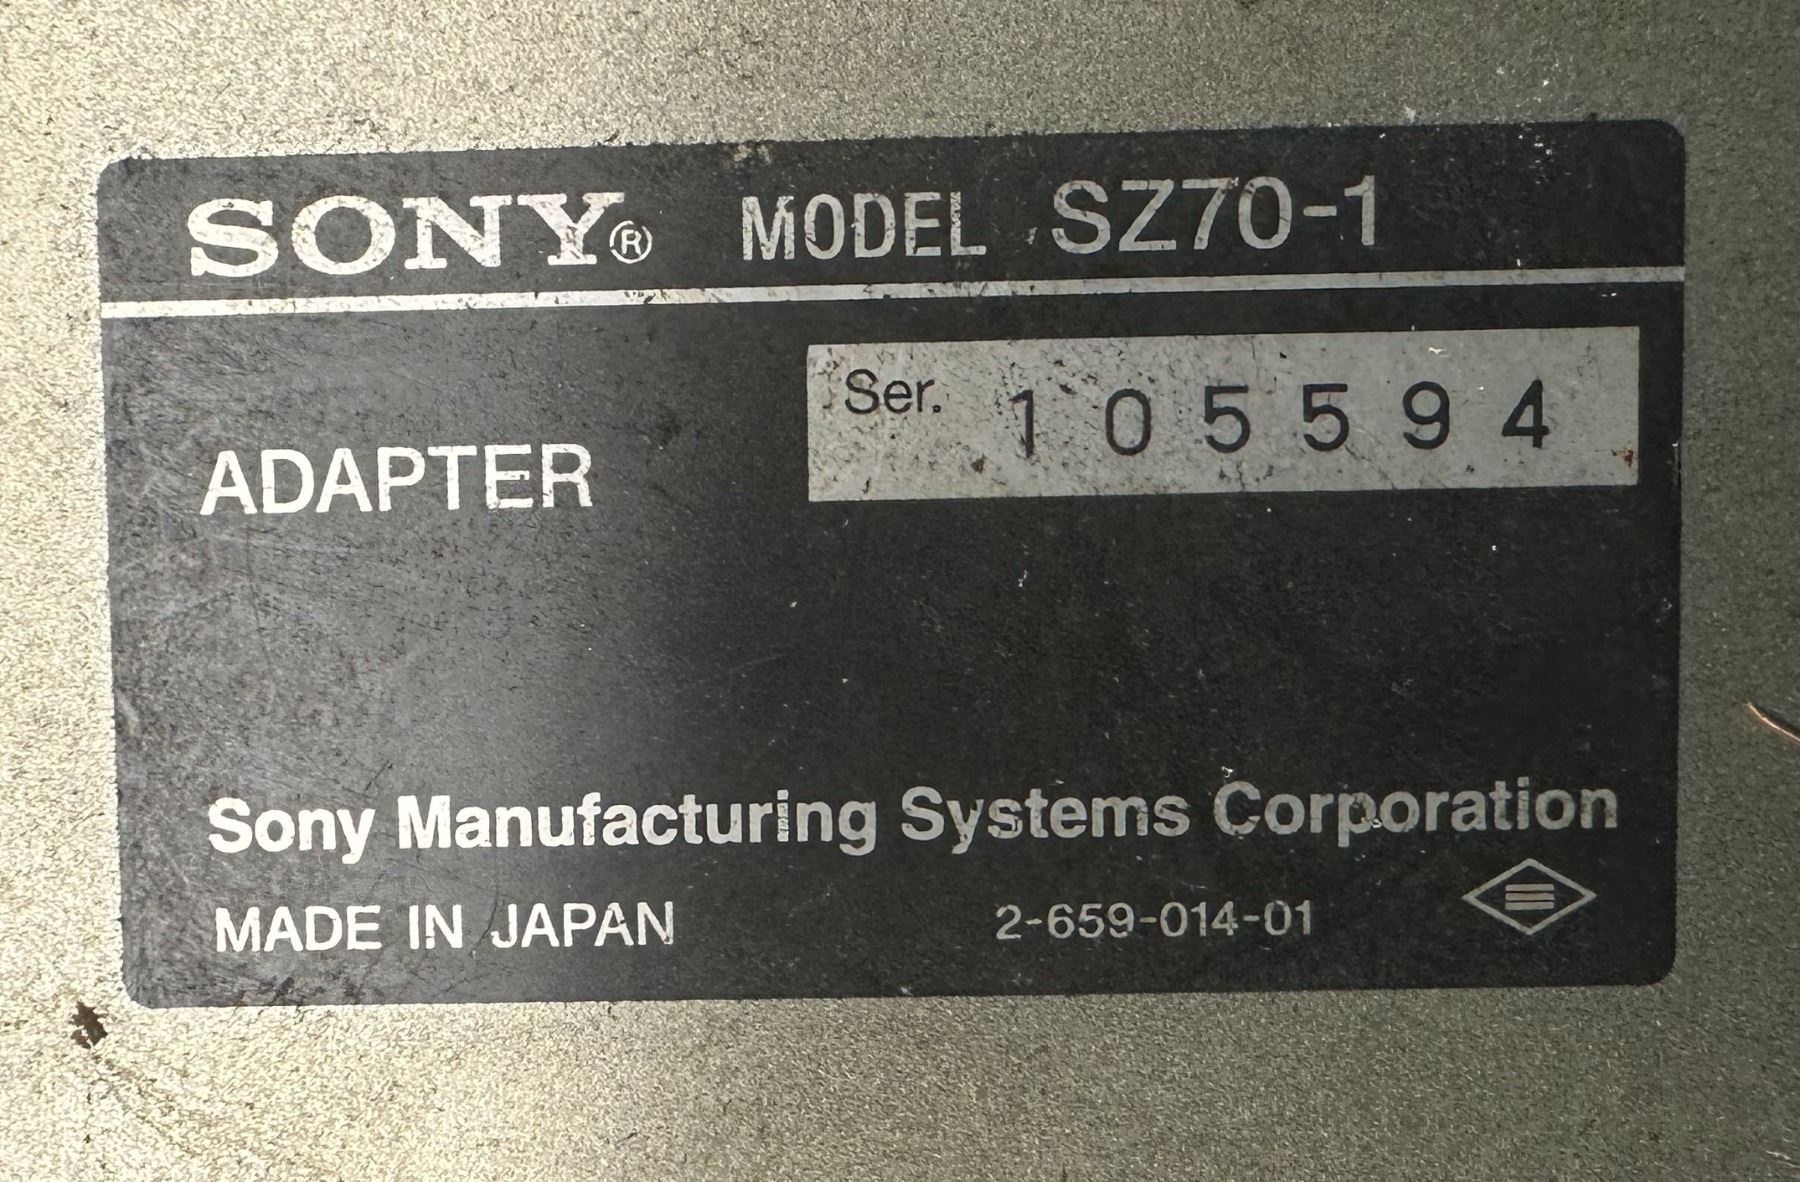 SONY® MODEL SZ70-1
Ser. 105594
ADAPTER
Sony Manufacturing Systems Corporation
MADE IN JAPAN 2-659-014-01